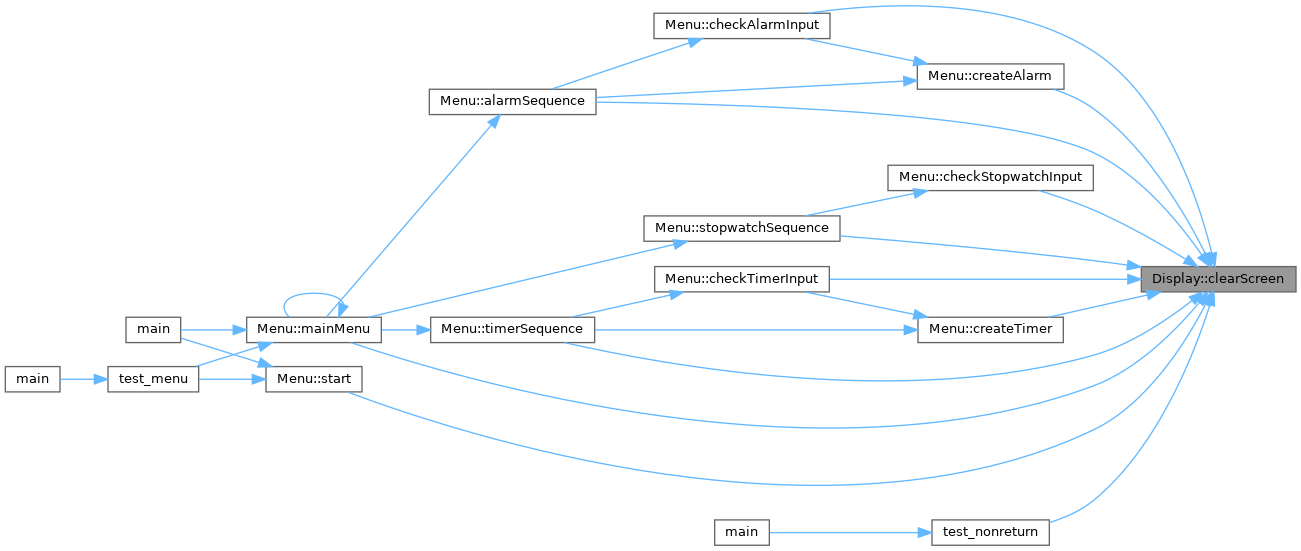 Menu::checkAlarmInput
Menu::createAlarm
Menu::alarmSequence
Menu::checkStopwatchInput
Menu::stopwatchSequence
Display::clearScreen
Menu::checkTimerInput
main
Menu::mainMenu
Menu::timerSequence
Menu::createTimer
main
test_menu
Menu::start
main
test_nonreturn